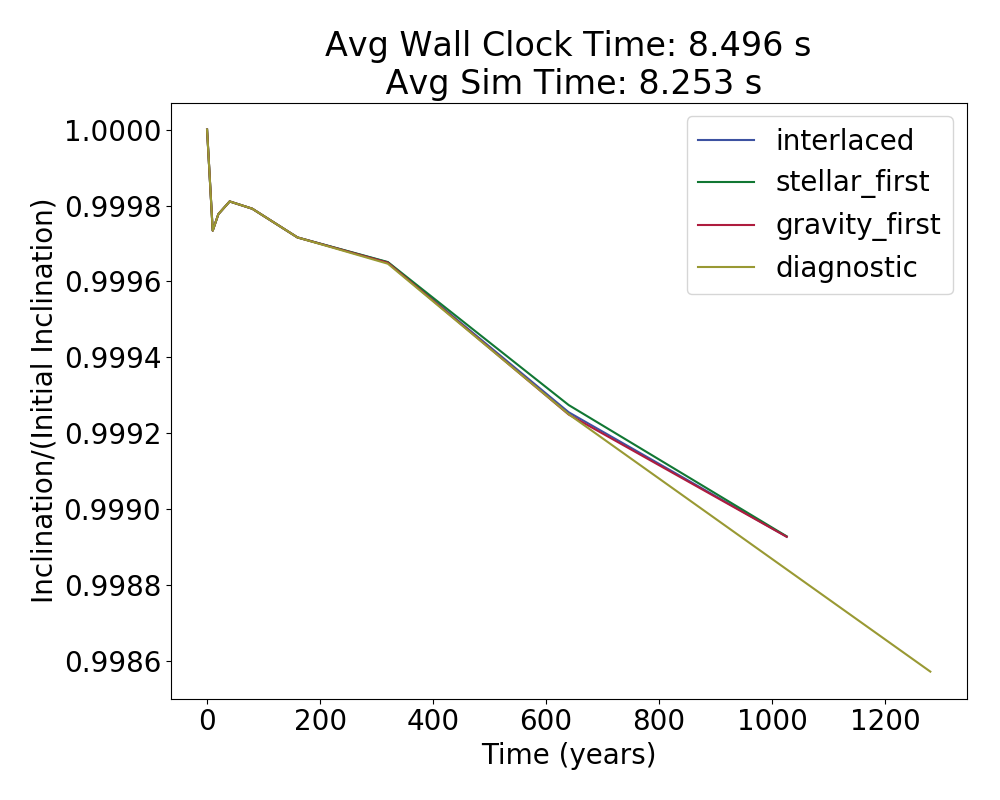 Avg Wall Clock Time: 8.496 s
Avg Sim Time: 8.253 s
1.0000
0.9998
0.9996
0.9994
0.9992
0.9990
0.9988
0.9986
Inclination/(Initial Inclination)
interlaced
stellar_first
gravity_first
diagnostic
0 200 400 600 800 1000 1200
Time (years)